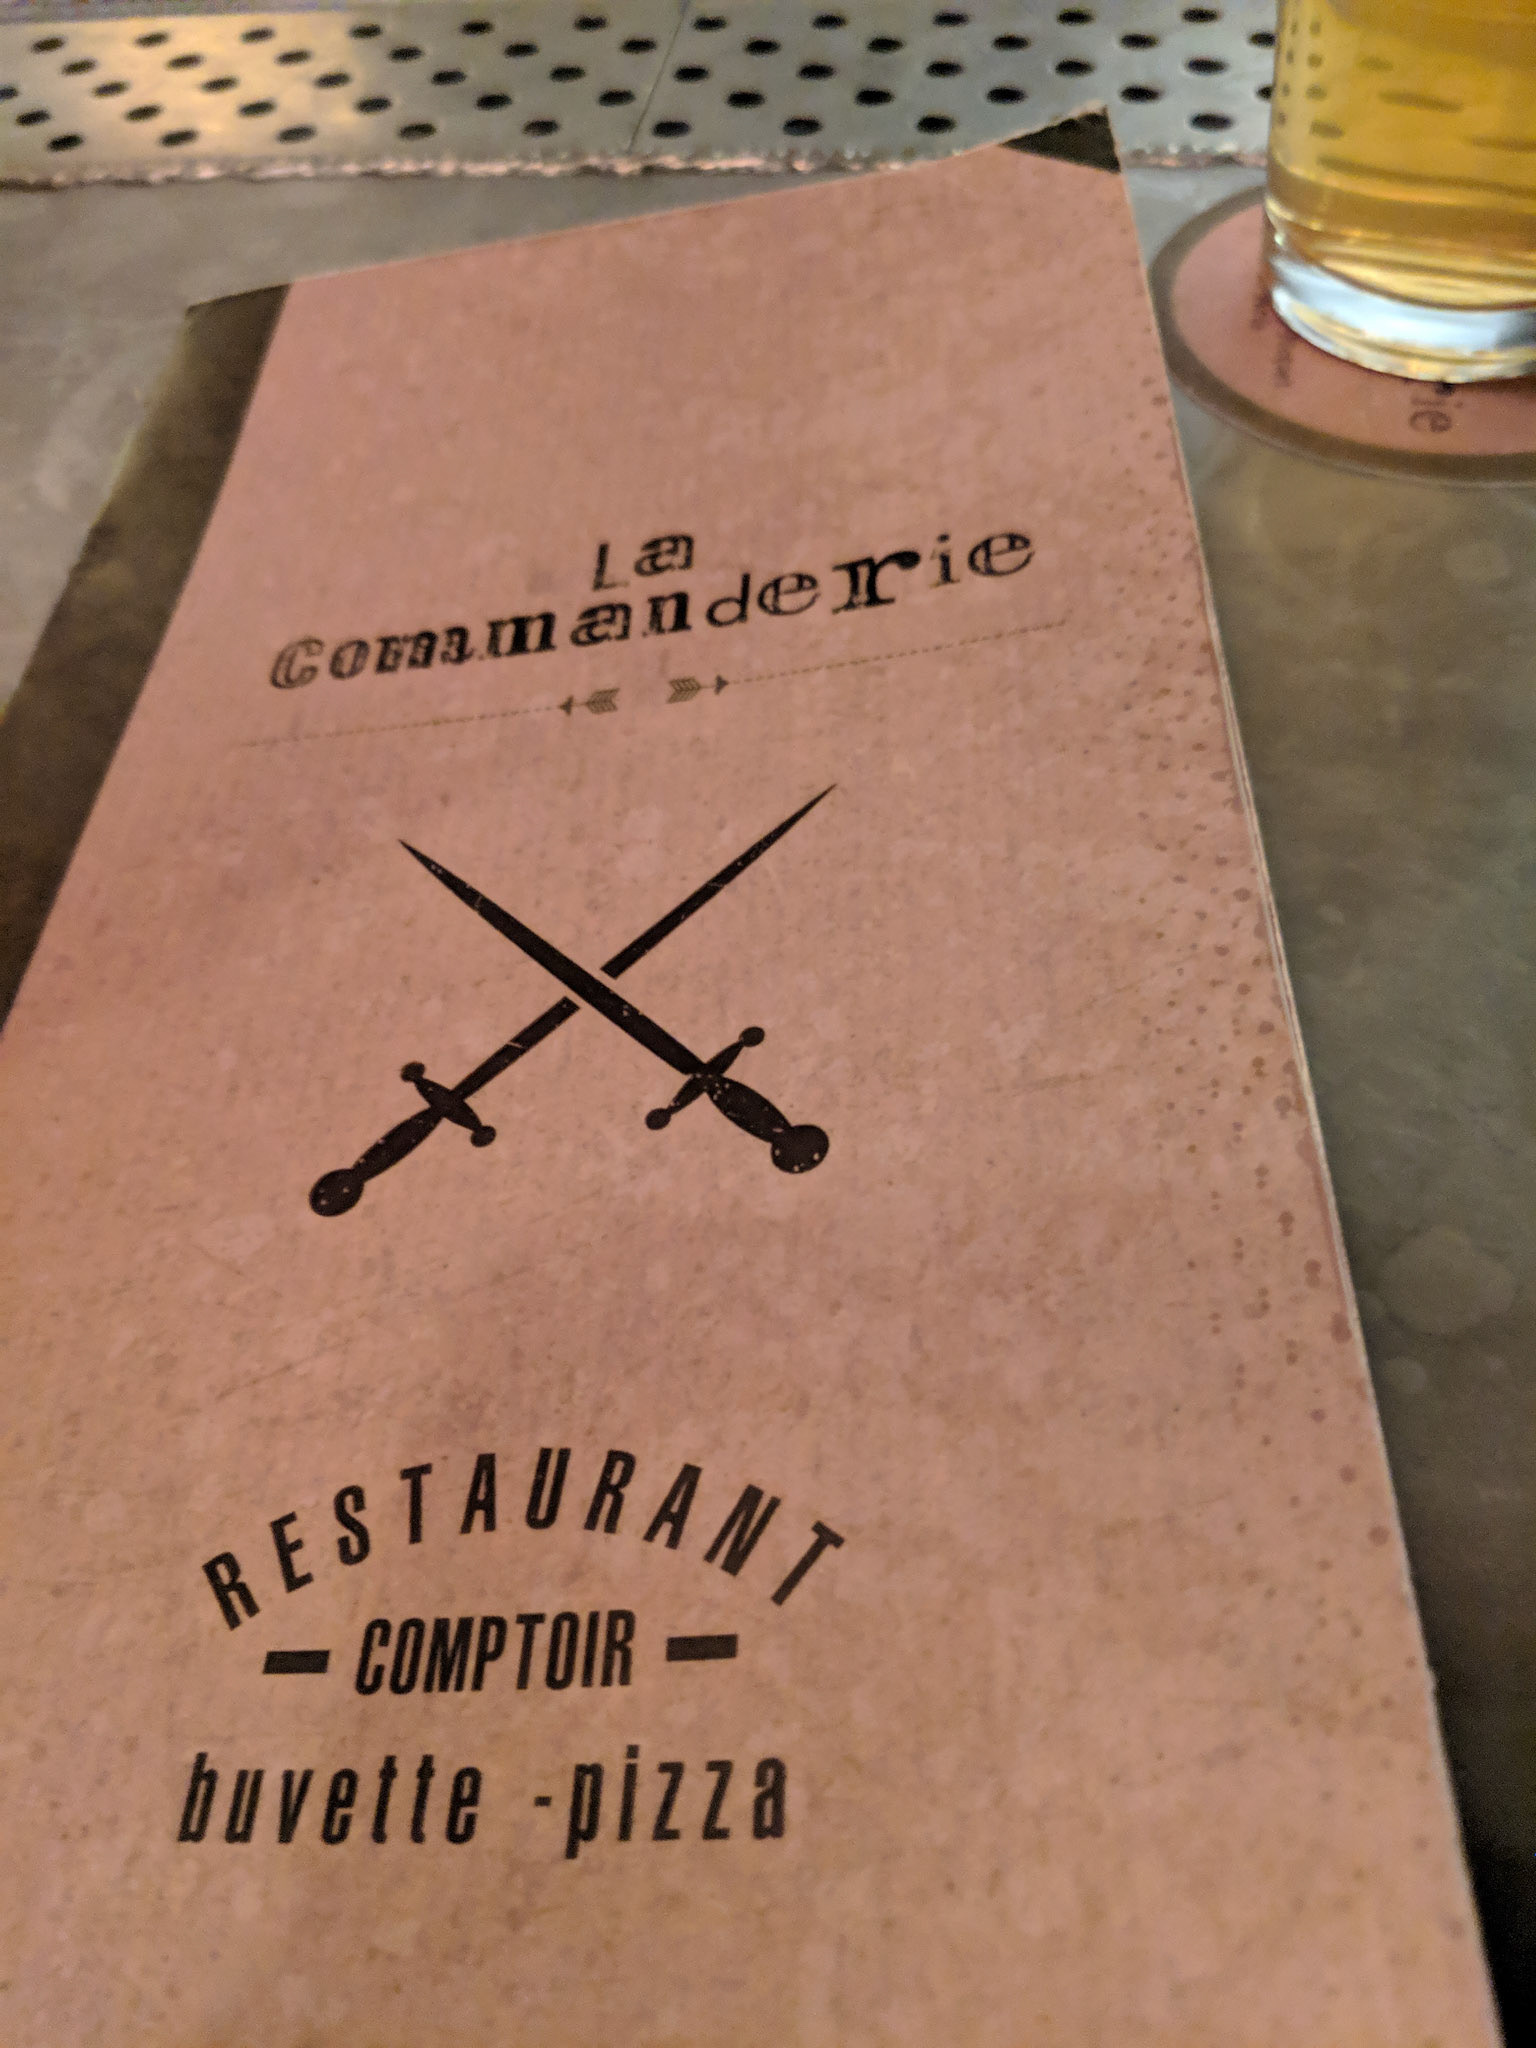 La
Commanderie
RESTAURANT
- COMPTOIR -
buvette - pizza